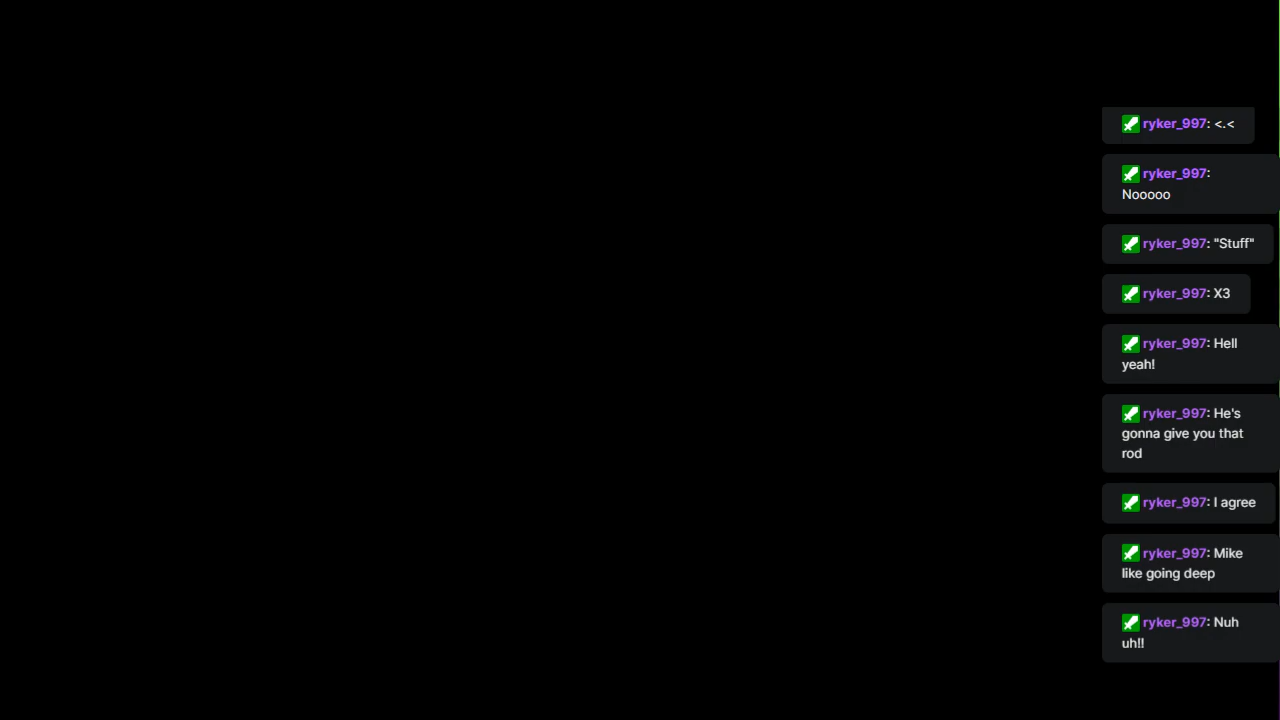 ryker_997: <.<
ryker_997:
Nooooo
ryker_997: "Stuff"
ryker_997: X3
ryker_997: Hell
yeah!
ryker_997: He's
gonna give you that
rod
ryker_997: I agree
ryker_997: Mike
like going deep
ryker_997: Nuh
uh!!